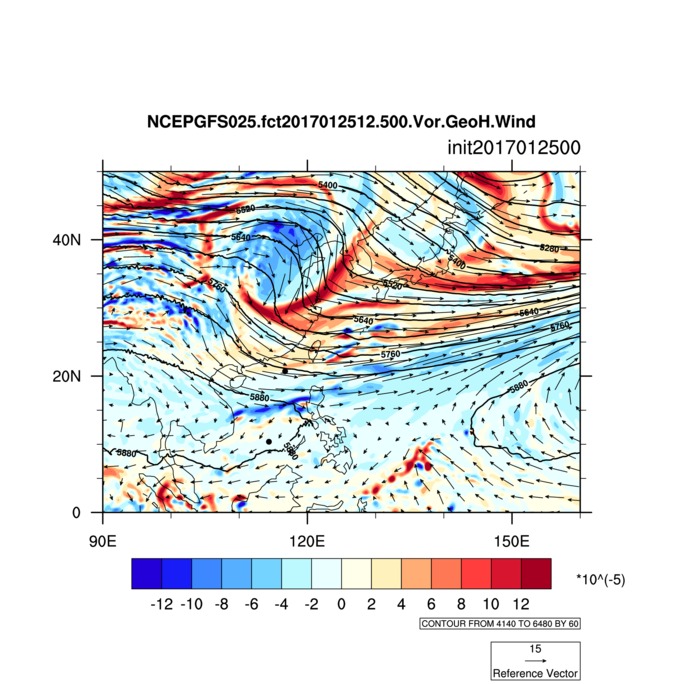 NCEPGFS025.fct2017012512.500.Vor.GeoH.Wind
init2017012500
5400
5520
5640
5760
5280
5400
5520
5640
5640
5760
5760
5880
5880
5880
5880
40N
20N
0
90E 120E 150E
-12 -10 -8 -6 -4 -2 0 2 4 6 8 10 12
*10^(-5)
CONTOUR FROM 4140 TO 6480 BY 60
15
Reference Vector